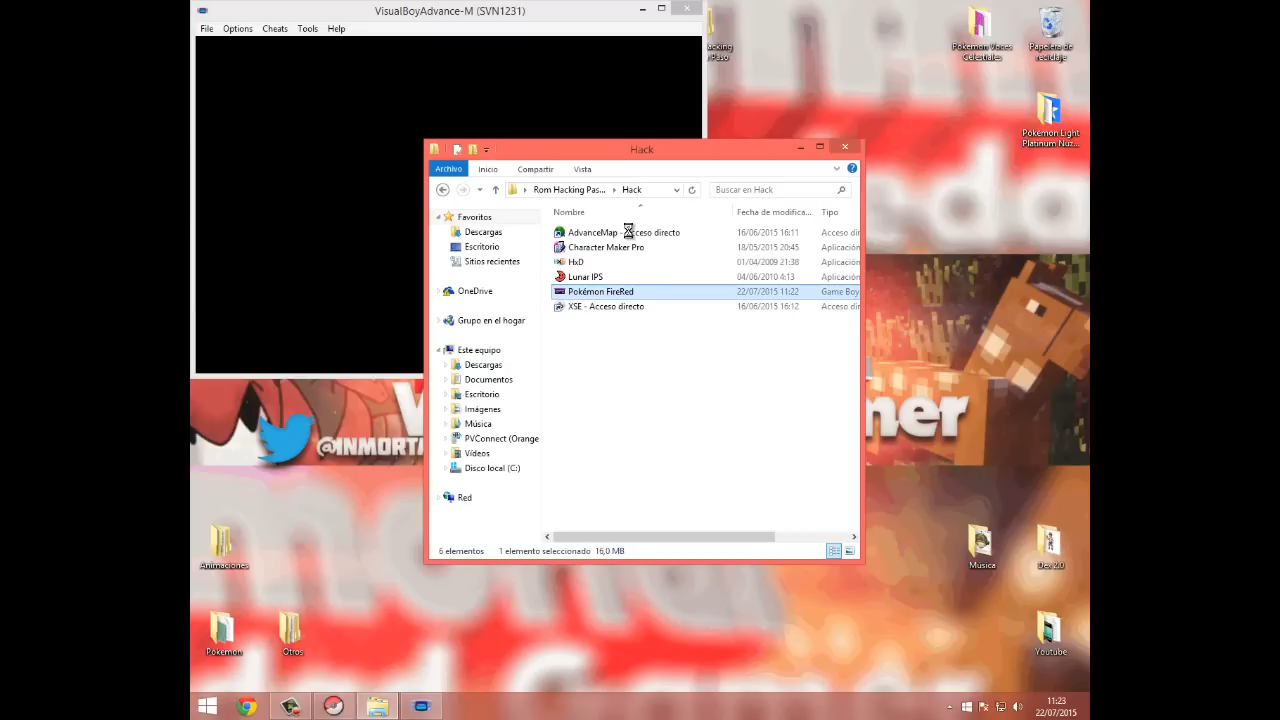 VisualBoyAdvance-M (SVN1231)
File Options Cheats Tools Help
Pokemon Voces
Celestiales
Papelera de
reciclaje
Pokemon Light
Platinum Nuz...
Hack
Archivo Inicio Compartir Vista
Rom Hacking Pas... Hack
Buscar en Hack
Nombre Fecha de modifica... Tipo
Favoritos
Descargas
Escritorio
Sitios recientes
OneDrive
Grupo en el hogar
Este equipo
Descargas
Documentos
Escritorio
Imágenes
Música
PVConnect (Orange
Vídeos
Disco local (C:)
Red
AdvanceMap - ceso directo 16/06/2015 16:11 Acceso dir
Character Maker Pro 18/05/2015 20:45 Aplicación
HxD 01/04/2009 21:38 Aplicación
Lunar IPS 04/06/2010 4:13 Aplicación
Pokémon FireRed 22/07/2015 11:22 Game Boy
XSE - Acceso directo 16/06/2015 16:12 Acceso dir
6 elementos 1 elemento seleccionado 16,0 MB
@INMORTA
mer
Animaciones
Música
Dex 2.0
Pokemon
Otros
Youtube
11:23
22/07/2015